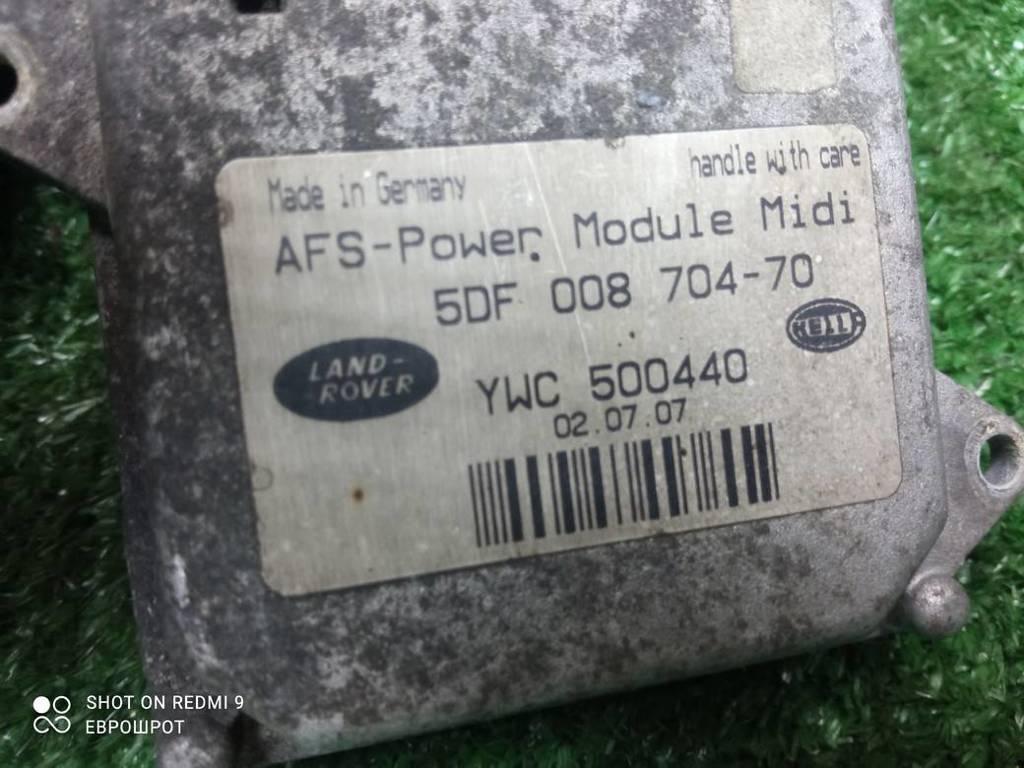 Made in Germany
handle with care
AFS-Power Module Midi
5DF 008 704-70
HELLA
LAND-
ROVER
YWC 500440
02.07.07
SHOT ON REDMI 9
ЕВРОШРОТ